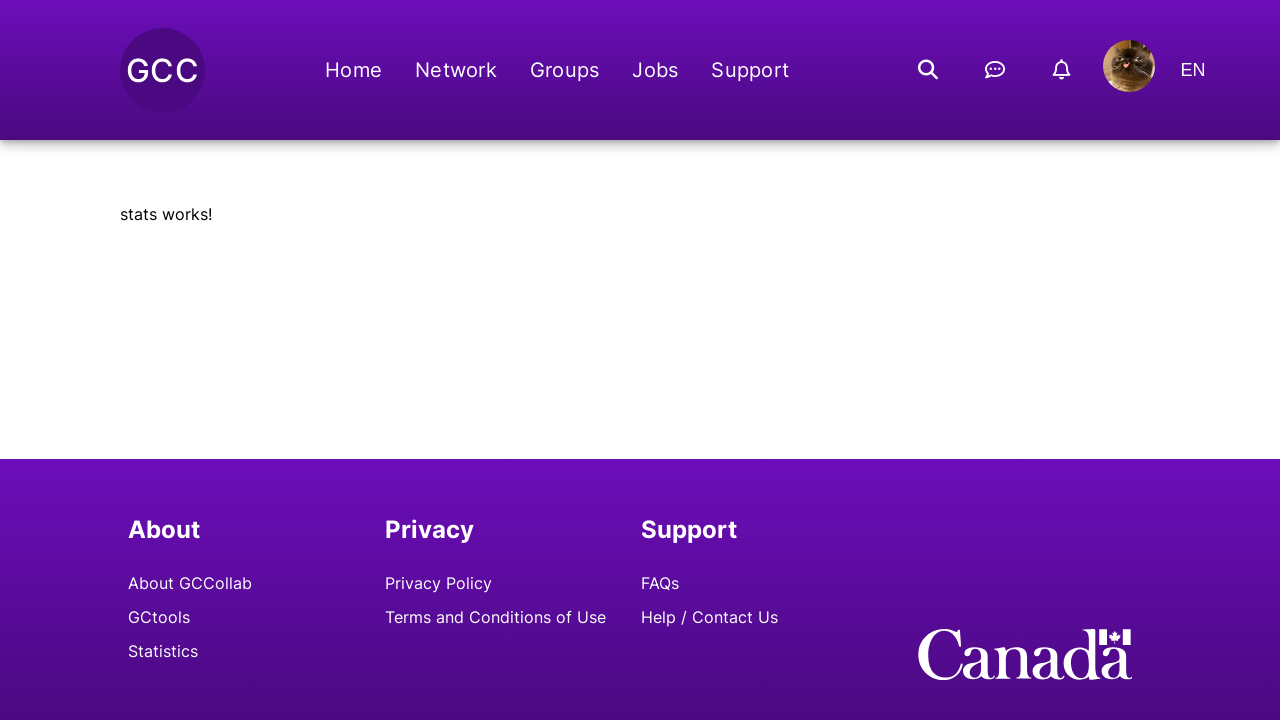 GCC
Home Network Groups Jobs Support EN
stats works!
About
About GCCollab
GCtools
Statistics
Privacy
Privacy Policy
Terms and Conditions of Use
Support
FAQs
Help / Contact Us
Canada